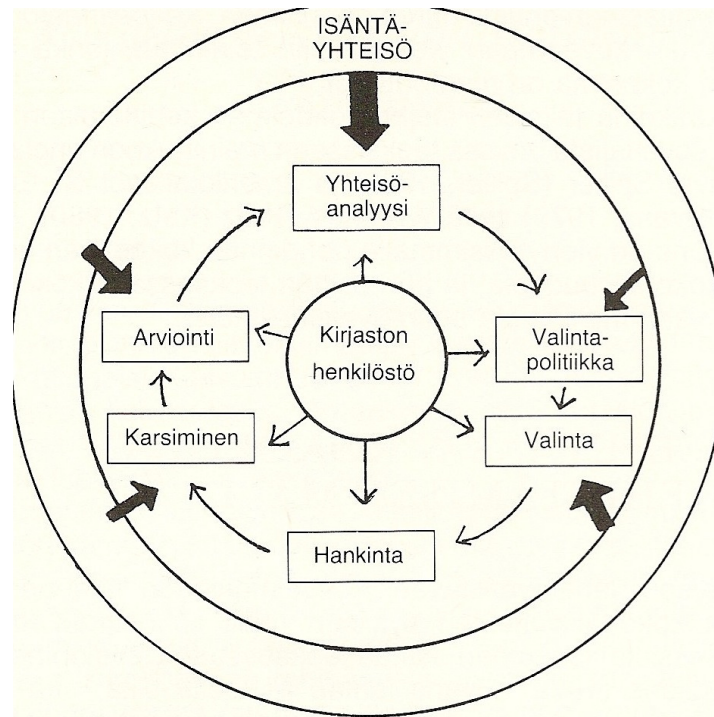 ISÄNTÄ-
YHTEISÖ
Yhteisö-
analyysi
Arviointi
Kirjaston
henkilöstö
Valinta-
politiikka
Karsiminen
Valinta
Hankinta